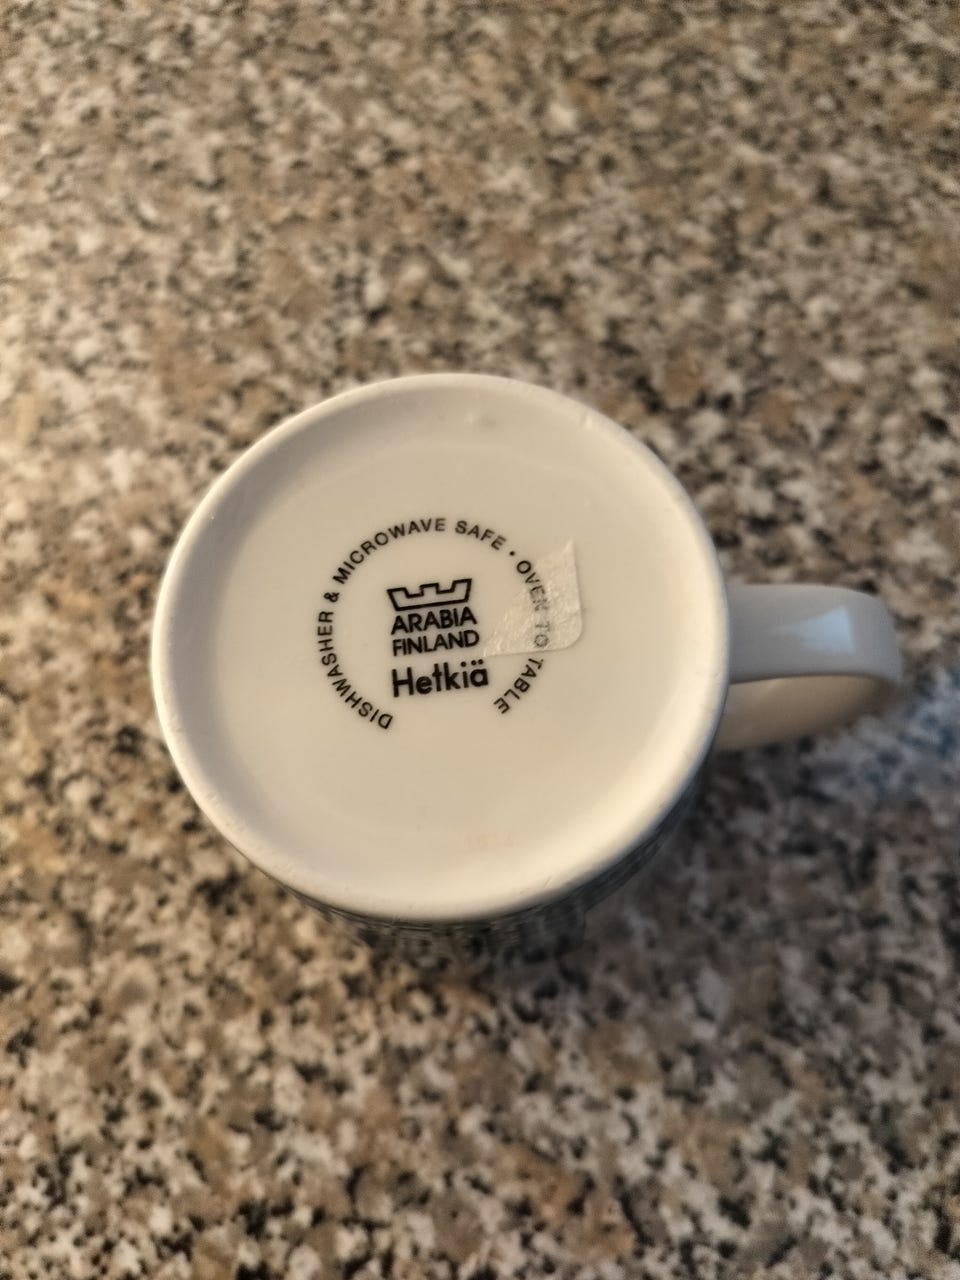 DISHWASHER & MICROWAVE SAFE • OVEN TO TABLE
ARABIA
FINLAND
Hetkiä